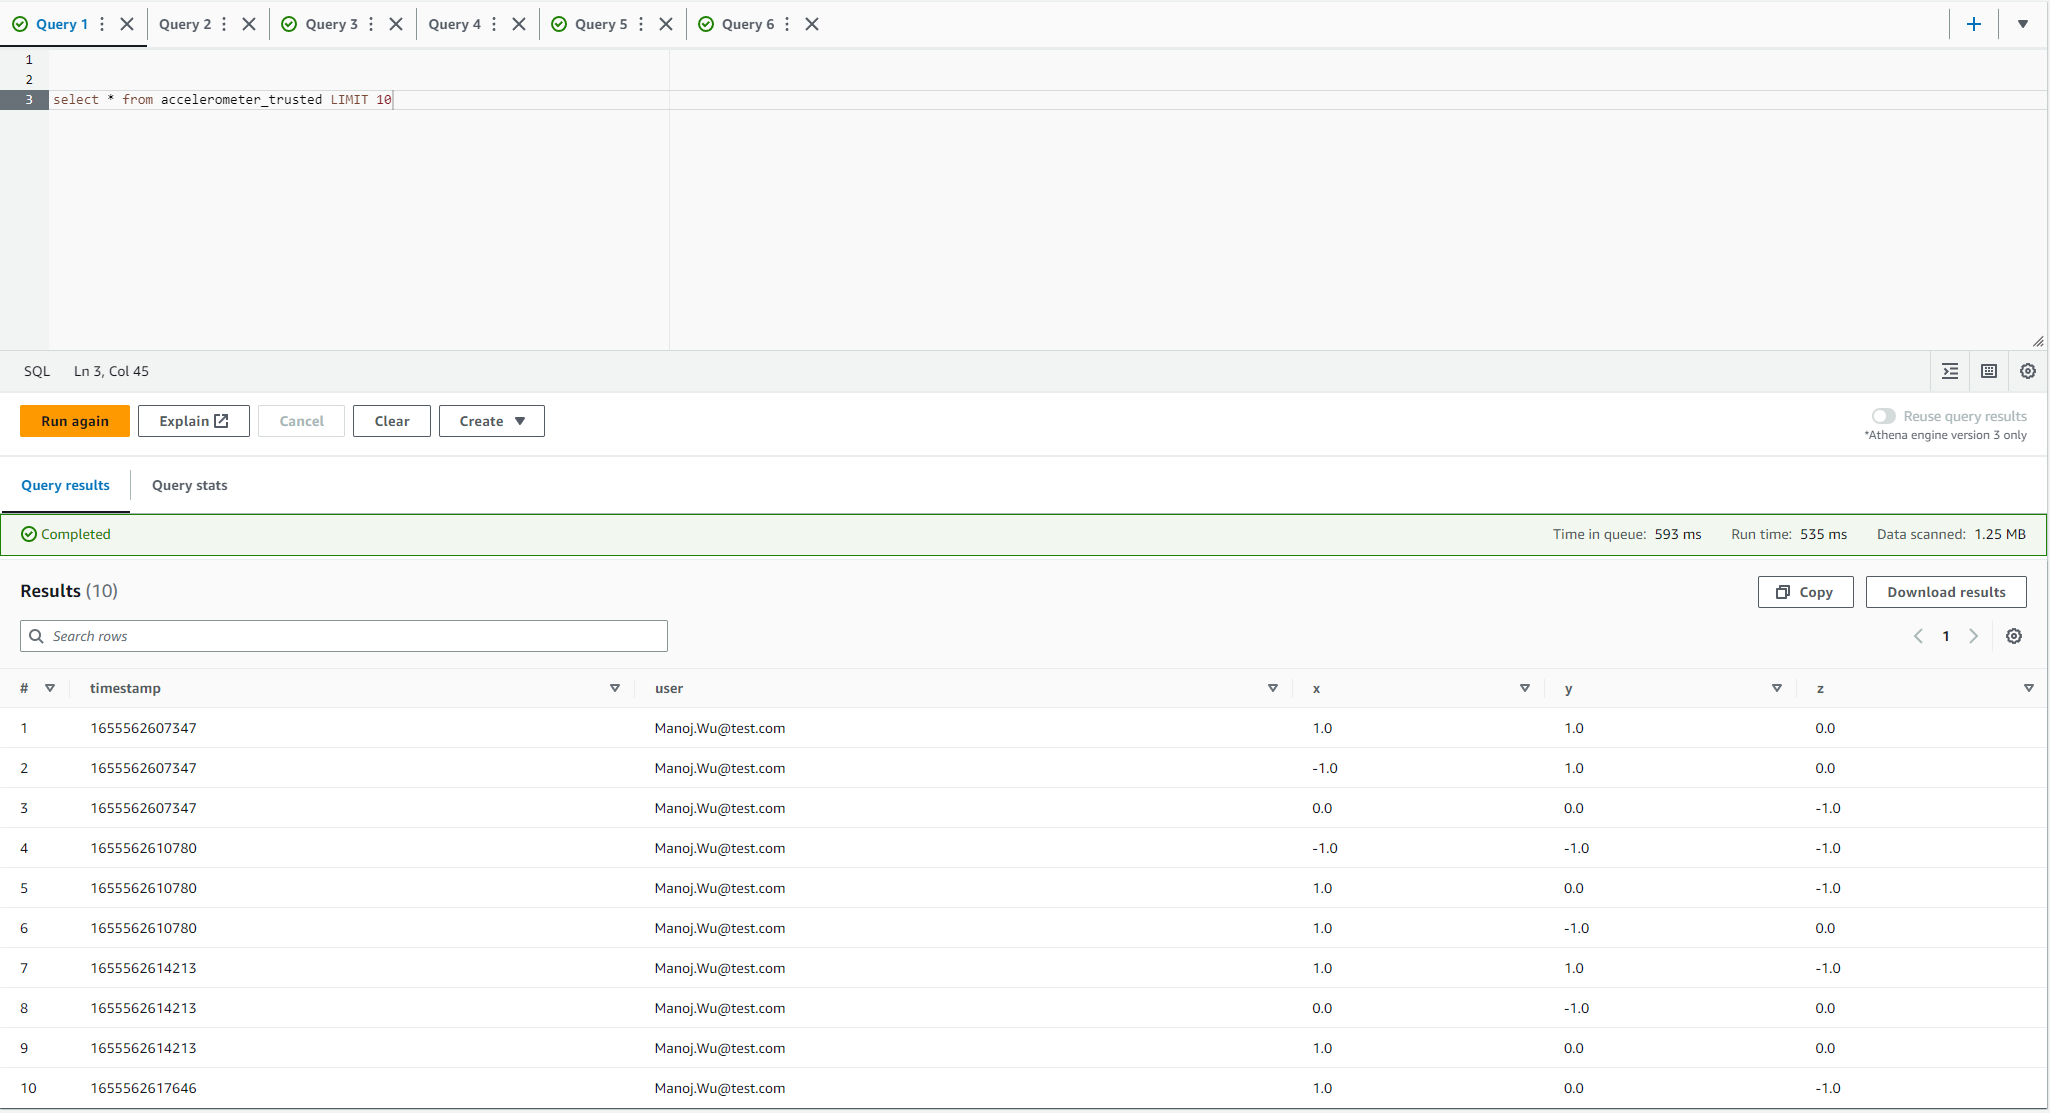 Query 1 Query 2 Query 3 Query 4 Query 5 Query 6
1
2
3 select * from accelerometer_trusted LIMIT 10
SQL Ln 3, Col 45
Run again Explain Cancel Clear Create Reuse query results
*Athena engine version 3 only
Query results Query stats
Completed Time in queue: 593 ms Run time: 535 ms Data scanned: 1.25 MB
Results (10) Copy Download results
Search rows 1
# timestamp user x y z
1 1655562607347 Manoj.Wu@test.com 1.0 1.0 0.0
2 1655562607347 Manoj.Wu@test.com -1.0 1.0 0.0
3 1655562607347 Manoj.Wu@test.com 0.0 0.0 -1.0
4 1655562610780 Manoj.Wu@test.com -1.0 -1.0 -1.0
5 1655562610780 Manoj.Wu@test.com 1.0 0.0 -1.0
6 1655562610780 Manoj.Wu@test.com 1.0 -1.0 0.0
7 1655562614213 Manoj.Wu@test.com 1.0 1.0 -1.0
8 1655562614213 Manoj.Wu@test.com 0.0 -1.0 0.0
9 1655562614213 Manoj.Wu@test.com 1.0 0.0 0.0
10 1655562617646 Manoj.Wu@test.com 1.0 0.0 -1.0